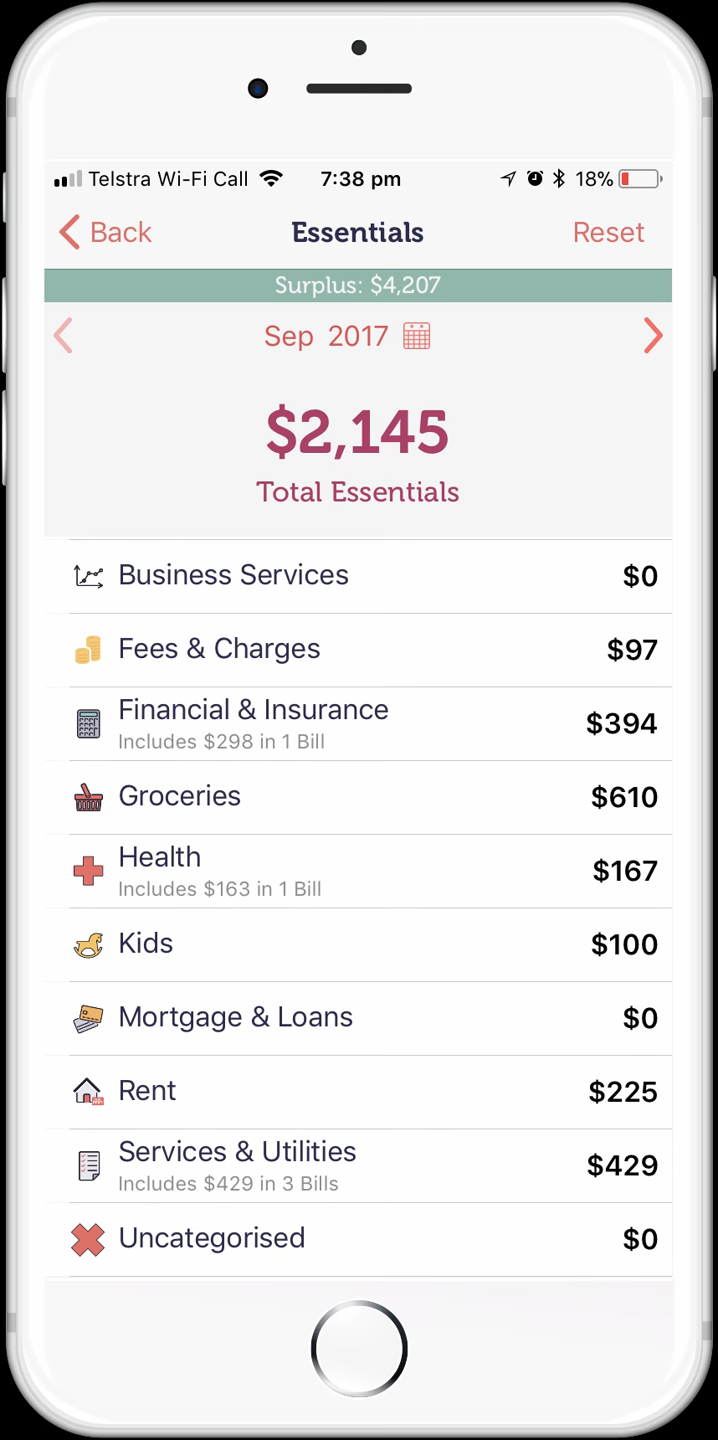 Telstra Wi-Fi Call 7:38 pm 18%
Back Essentials Reset
Surplus: $4,207
Sep 2017
$2,145
Total Essentials
Business Services $0
Fees & Charges $97
Financial & Insurance $394
Includes $298 in 1 Bill
Groceries $610
Health $167
Includes $163 in 1 Bill
Kids $100
Mortgage & Loans $0
Rent $225
Services & Utilities $429
Includes $429 in 3 Bills
Uncategorised $0